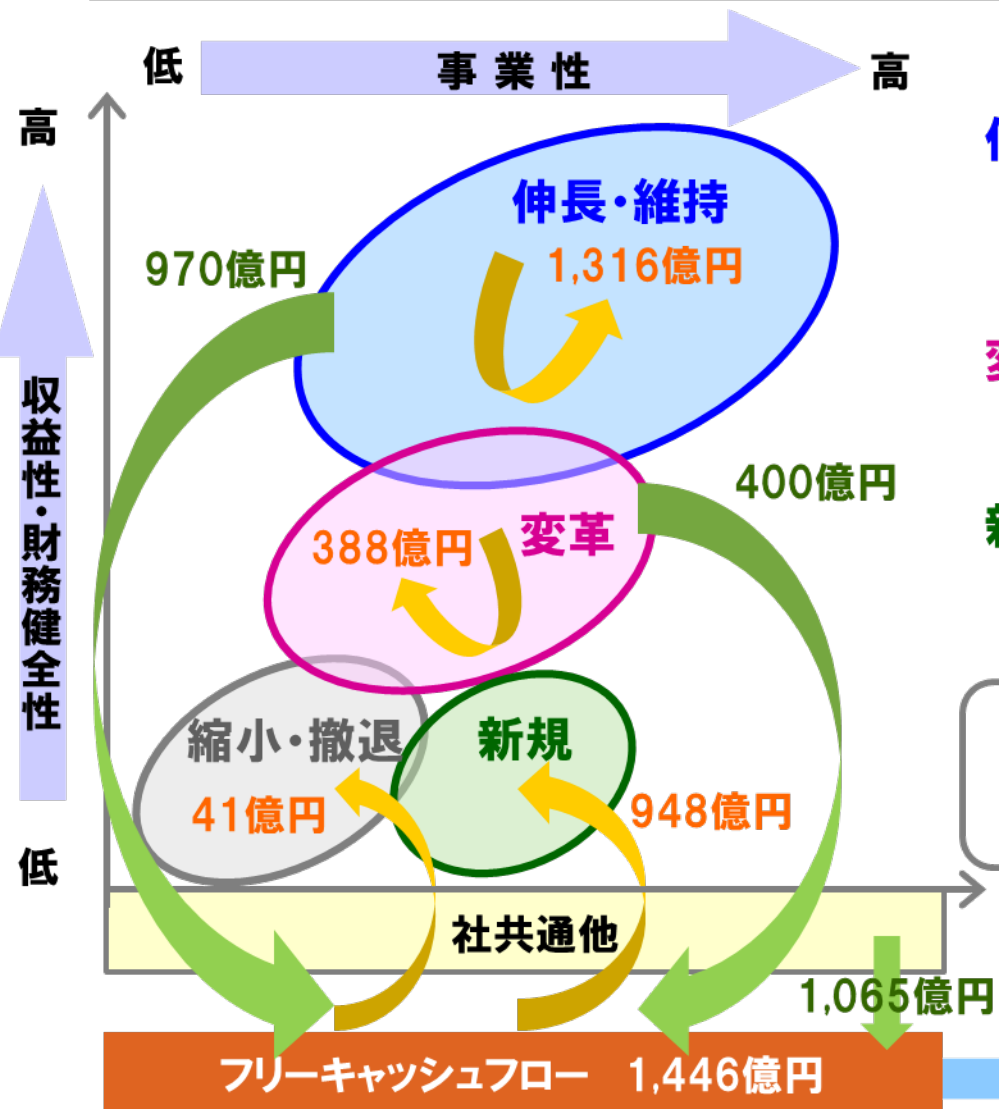 低
事業性
高
高
伸長・維持
970億円
1,316億円
収益性・財務健全性
400億円
388億円
変革
縮小・撤退
新規
41億円
948億円
低
社共通他
1,065億円
フリーキャッシュフロー 1,446億円